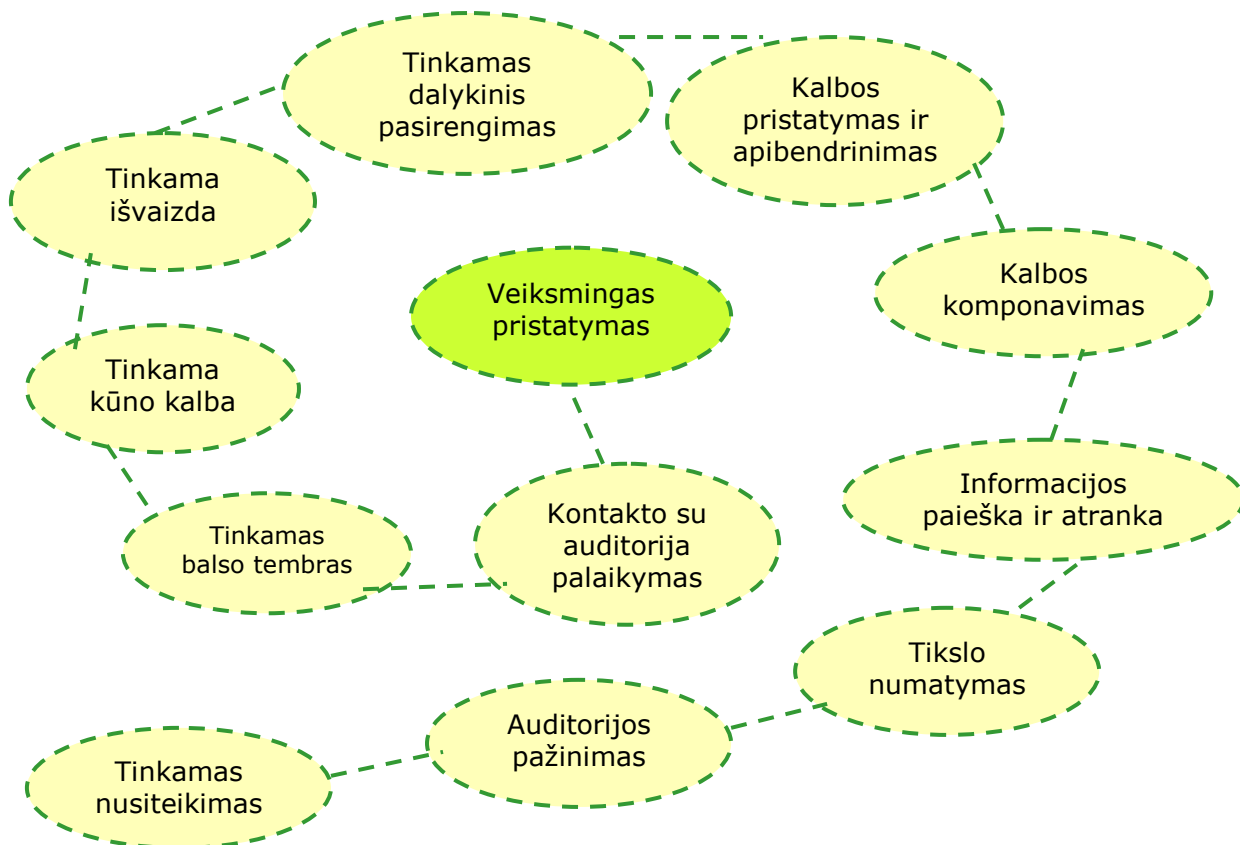 Tinkamas
dalykinis
pasirengimas
Kalbos
pristatymas ir
apibendrinimas
Tinkama
išvaizda
Kalbos
komponavimas
Veiksmingas
pristatymas
Tinkama
kūno kalba
Informacijos
paieška ir atranka
Kontakto su
auditorija
palaikymas
Tinkamas
balso tembras
Tikslo
numatymas
Auditorijos
pažinimas
Tinkamas
nusiteikimas